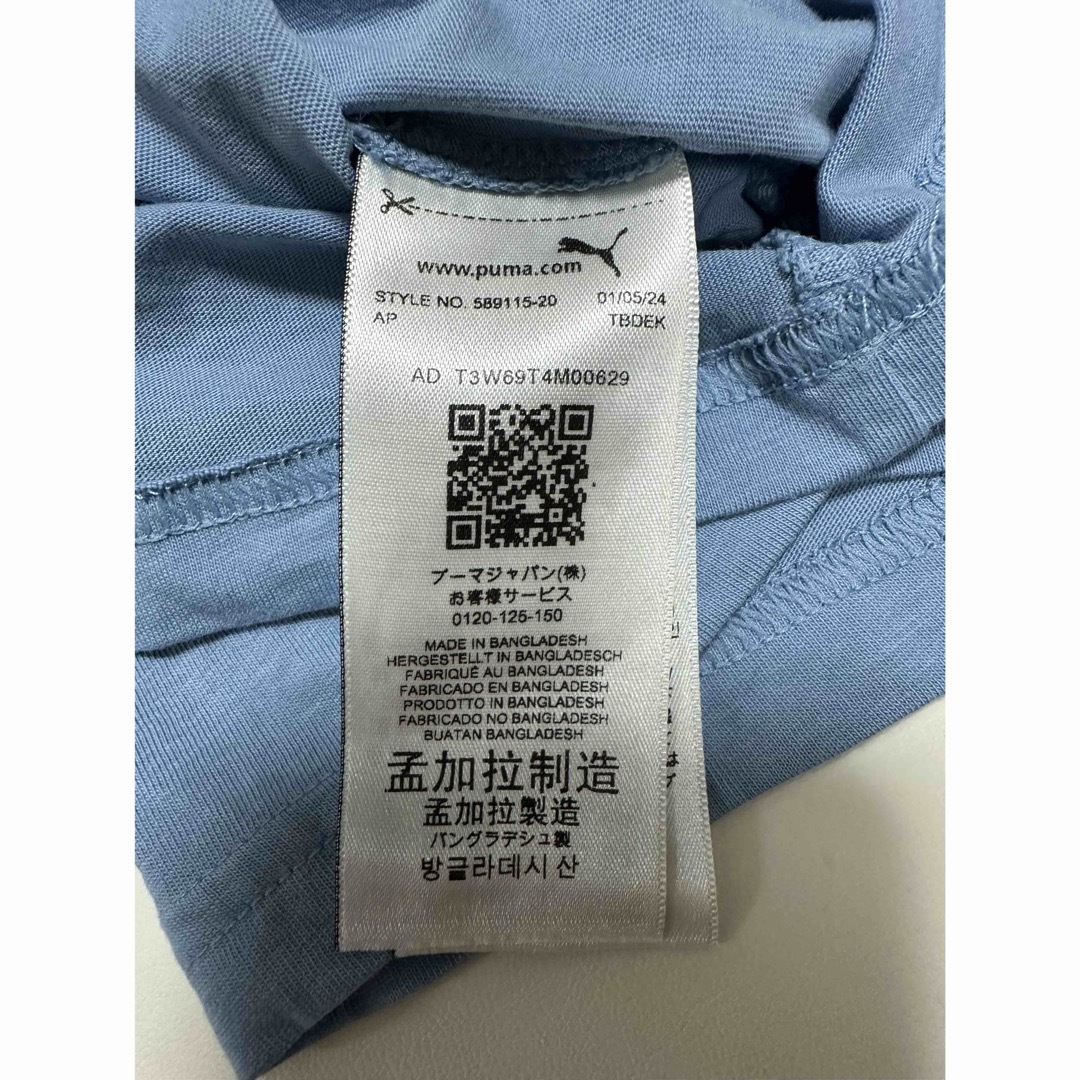 www.puma.com
STYLE NO. 589115-20 01/05/24
AP TBDEK
AD T3W69T4M00629
プーマジャパン(株)
お客様サービス
0120-125-150
MADE IN BANGLADESH
HERGESTELLT IN BANGLADESCH
FABRIQUÉ AU BANGLADESH
FABRICADO EN BANGLADESH
PRODOTTO IN BANGLADESH
FABRICADO NO BANGLADESH
BUATAN BANGLADESH
孟加拉制造
孟加拉製造
バングラデシュ製
방글라데시 산